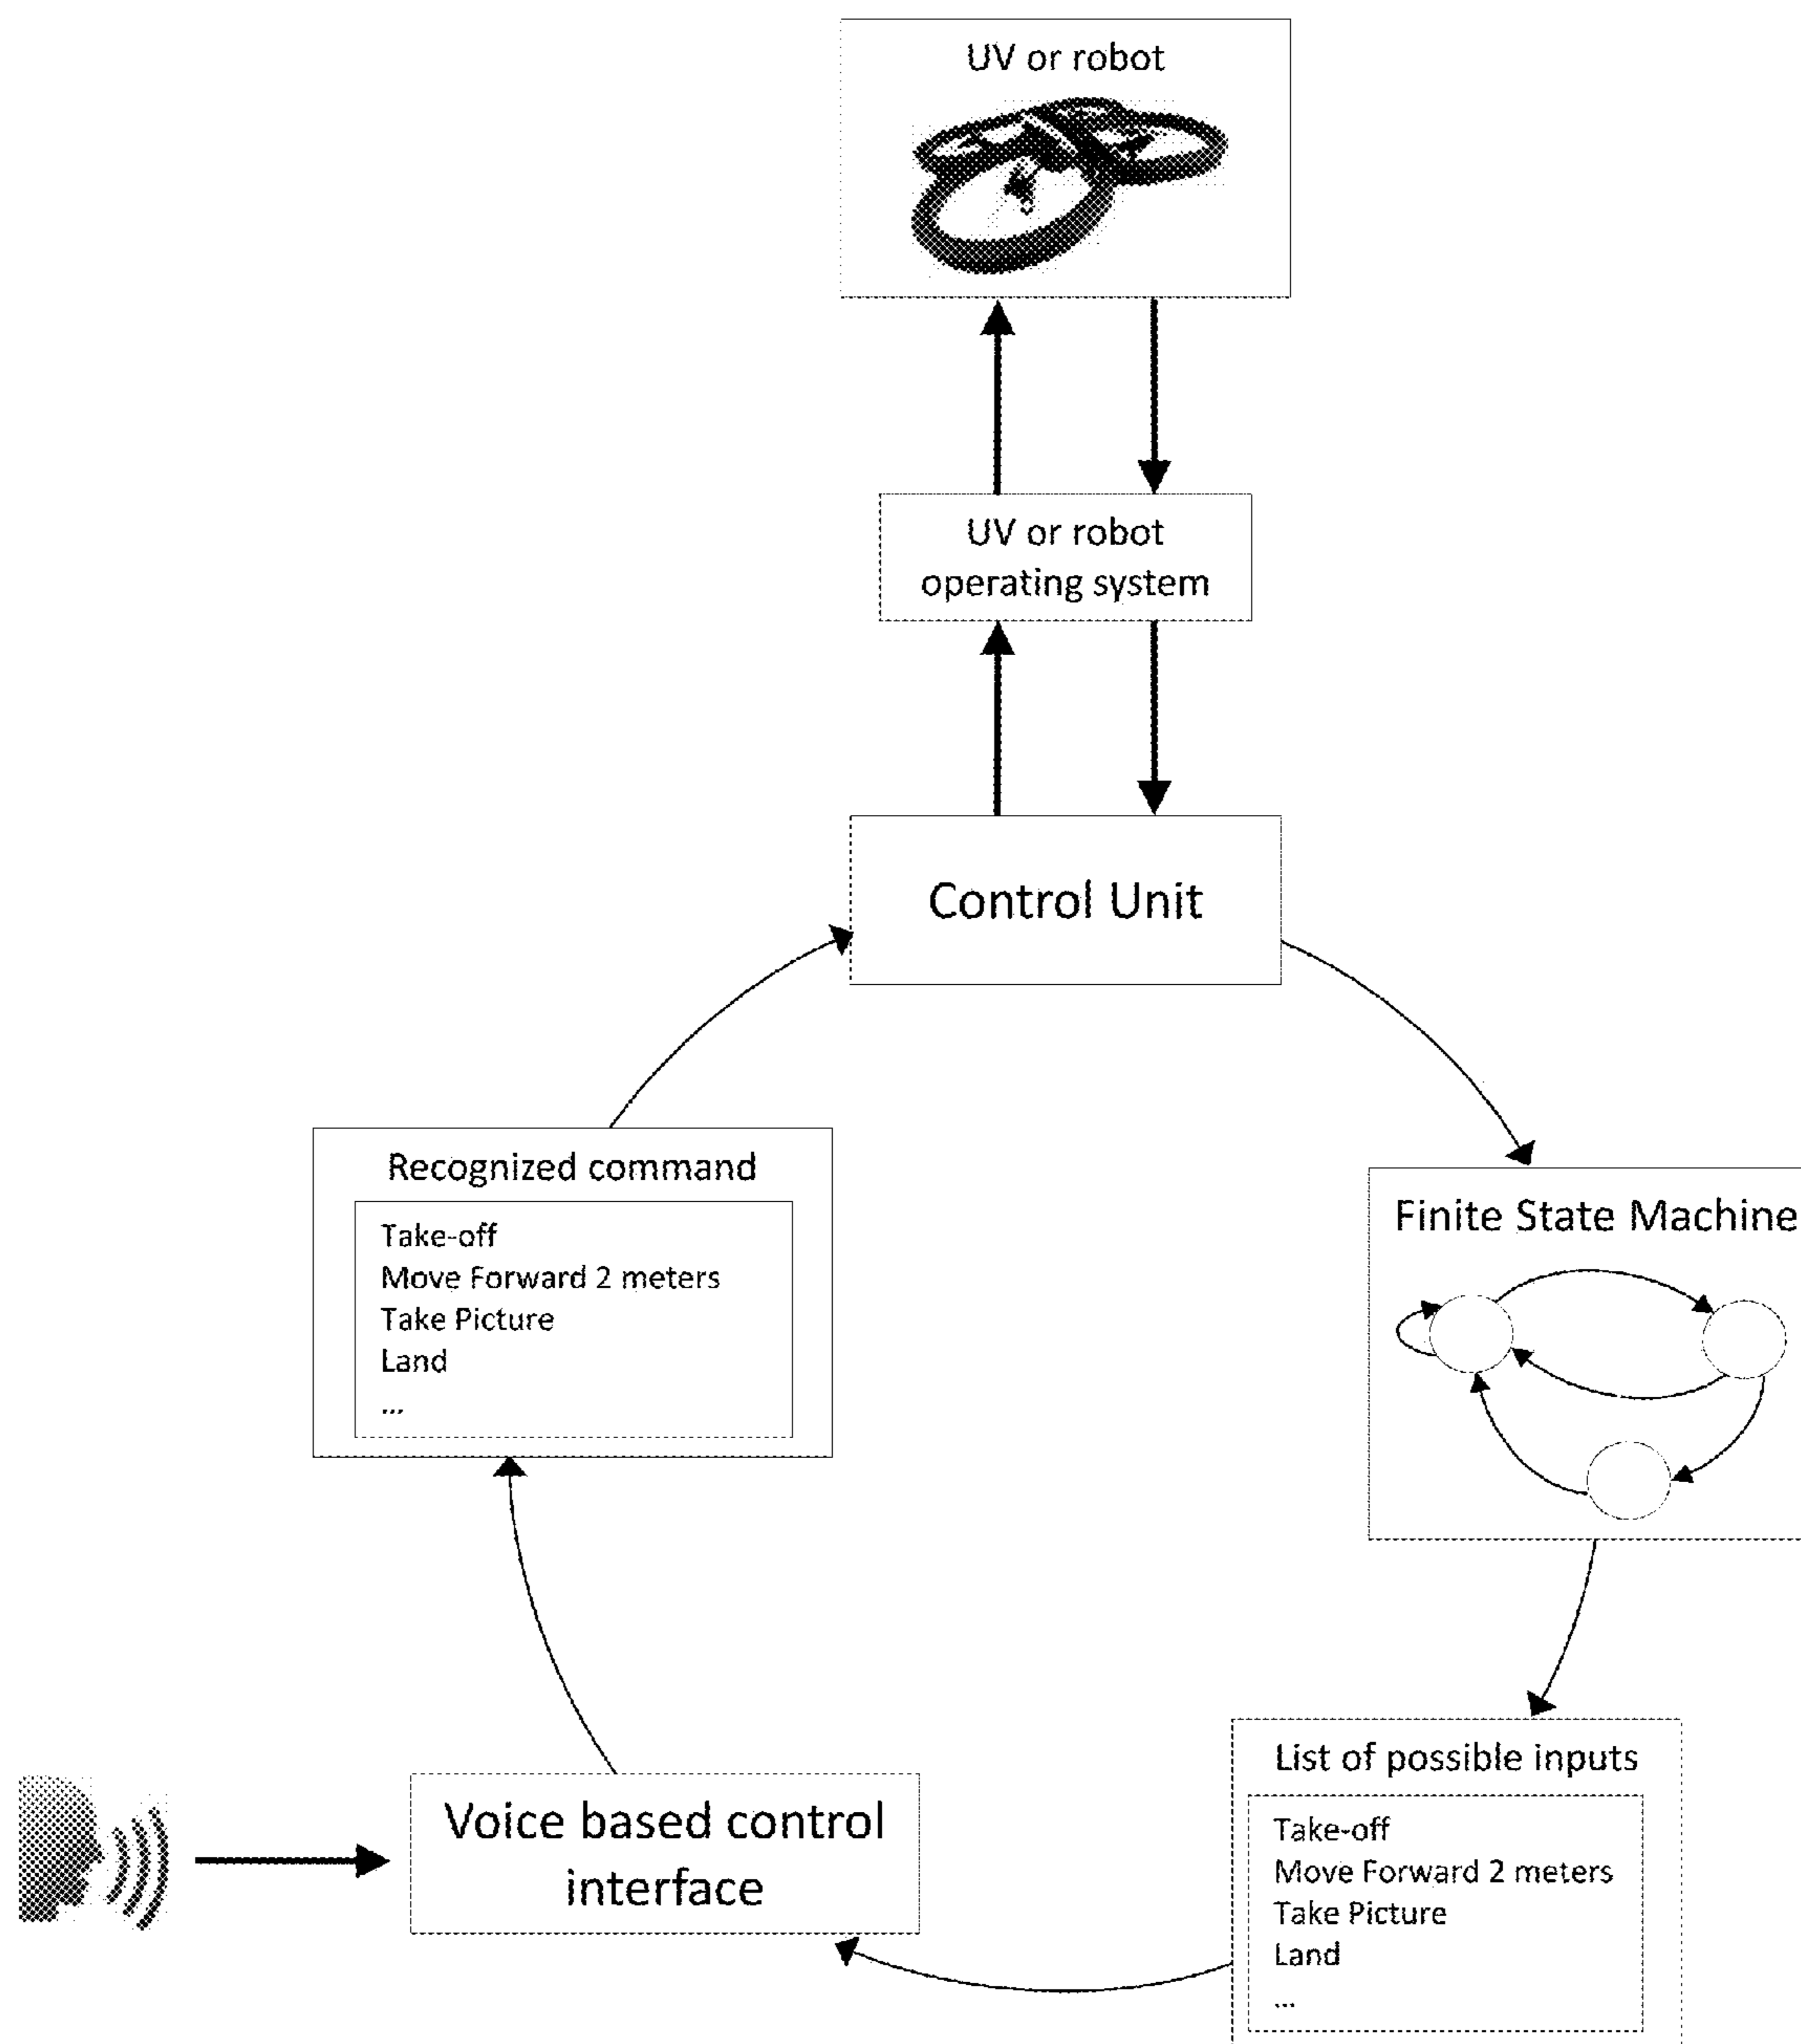 UV or robot
UV or robot
operating system
Control Unit
Recognized command
Take-off
Move Forward 2 meters
Take Picture
Land
...
Finite State Machine
Voice based control
interface
List of possible inputs
Take-off
Move Forward 2 meters
Take Picture
Land
...